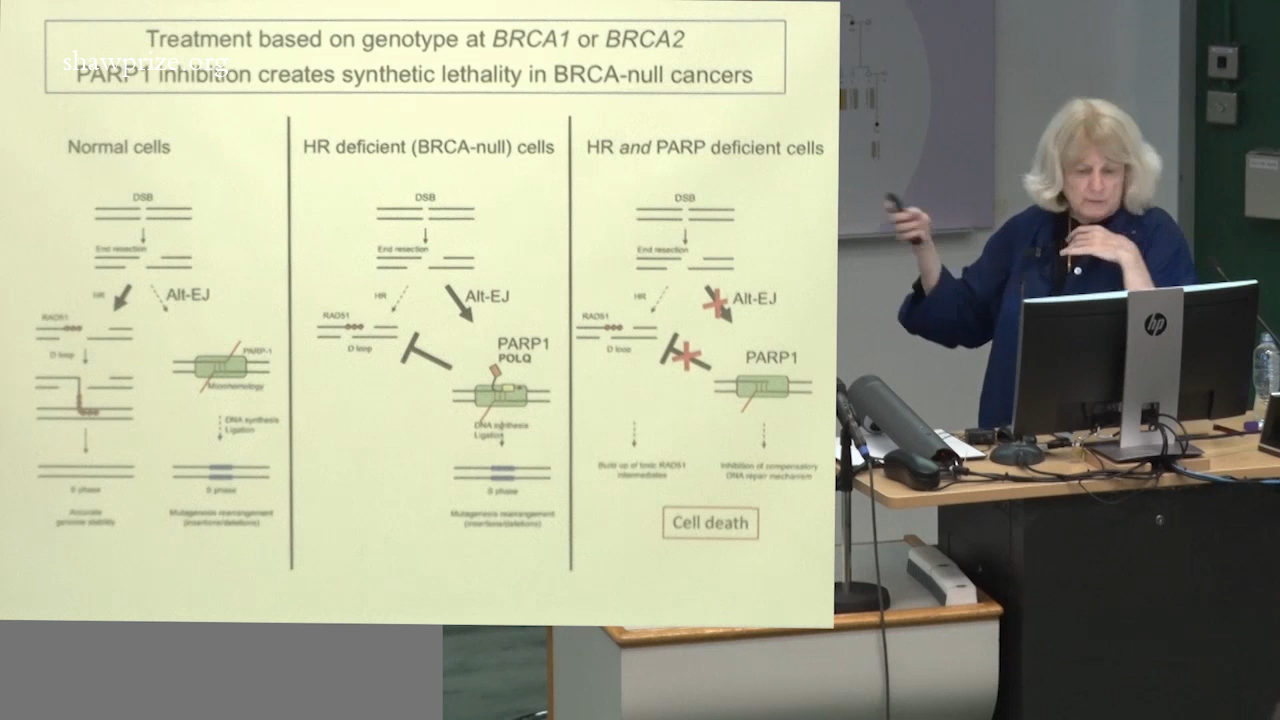 Treatment based on genotype at BRCA1 or BRCA2
shawprize.org
PARP1 inhibition creates synthetic lethality in BRCA-null cancers
Normal cells
DSB
End resection
HR
Alt-EJ
RAD51
D loop
PARP-1
Microhomology
DNA synthesis
Ligation
S phase
S phase
Accurate
genome stability
Mutagenesis rearrangement
(insertions/deletions)
HR deficient (BRCA-null) cells
DSB
End resection
HR
Alt-EJ
RAD51
D loop
PARP1
POLQ
DNA synthesis
Ligation
S phase
Mutagenesis rearrangement
(insertions/deletions)
HR and PARP deficient cells
DSB
End resection
HR
Alt-EJ
RAD51
D loop
PARP1
Build up of toxic RAD51
intermediates
Inhibition of compensatory
DNA repair mechanism
Cell death
hp